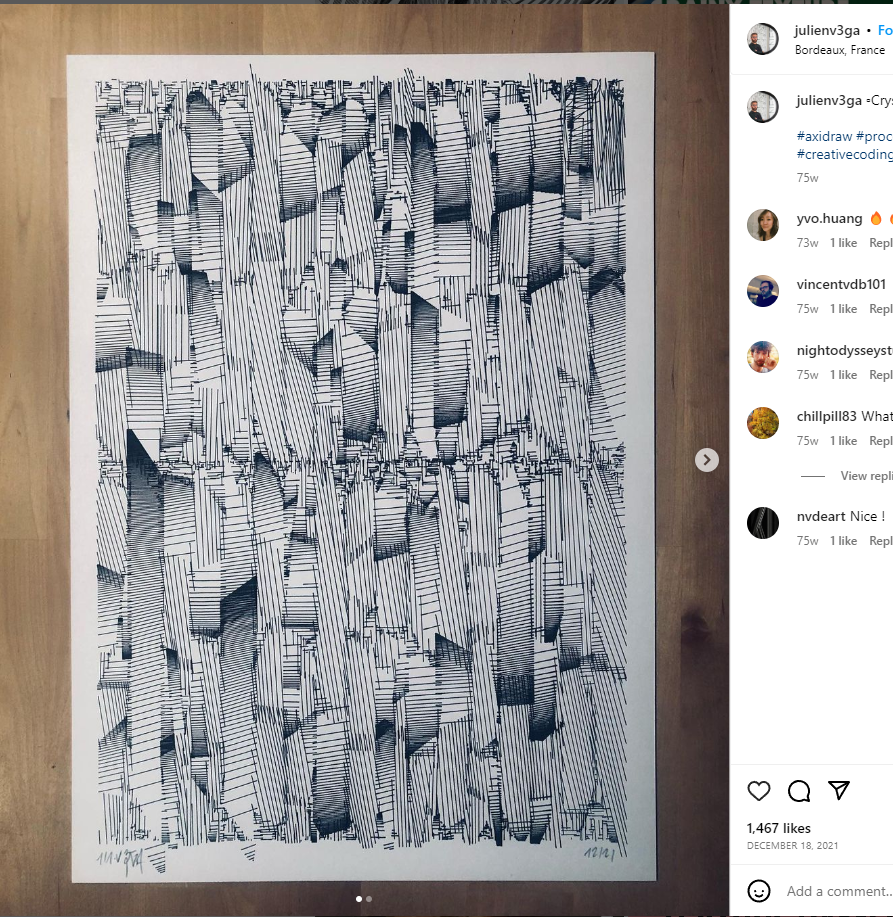 julienv3ga • Fo
Bordeaux, France
julienv3ga ▫Crys
#axidraw #proc
#creativecoding
75w
yvo.huang 🔥
73w 1 like Repl
vincentvdb101
75w 1 like Repl
nightodysseyst
75w 1 like Repl
chillpill83 What
75w 1 like Repl
View repli
nvdeart Nice !
75w 1 like Repl
1,467 likes
DECEMBER 18, 2021
Add a comment...
12/21